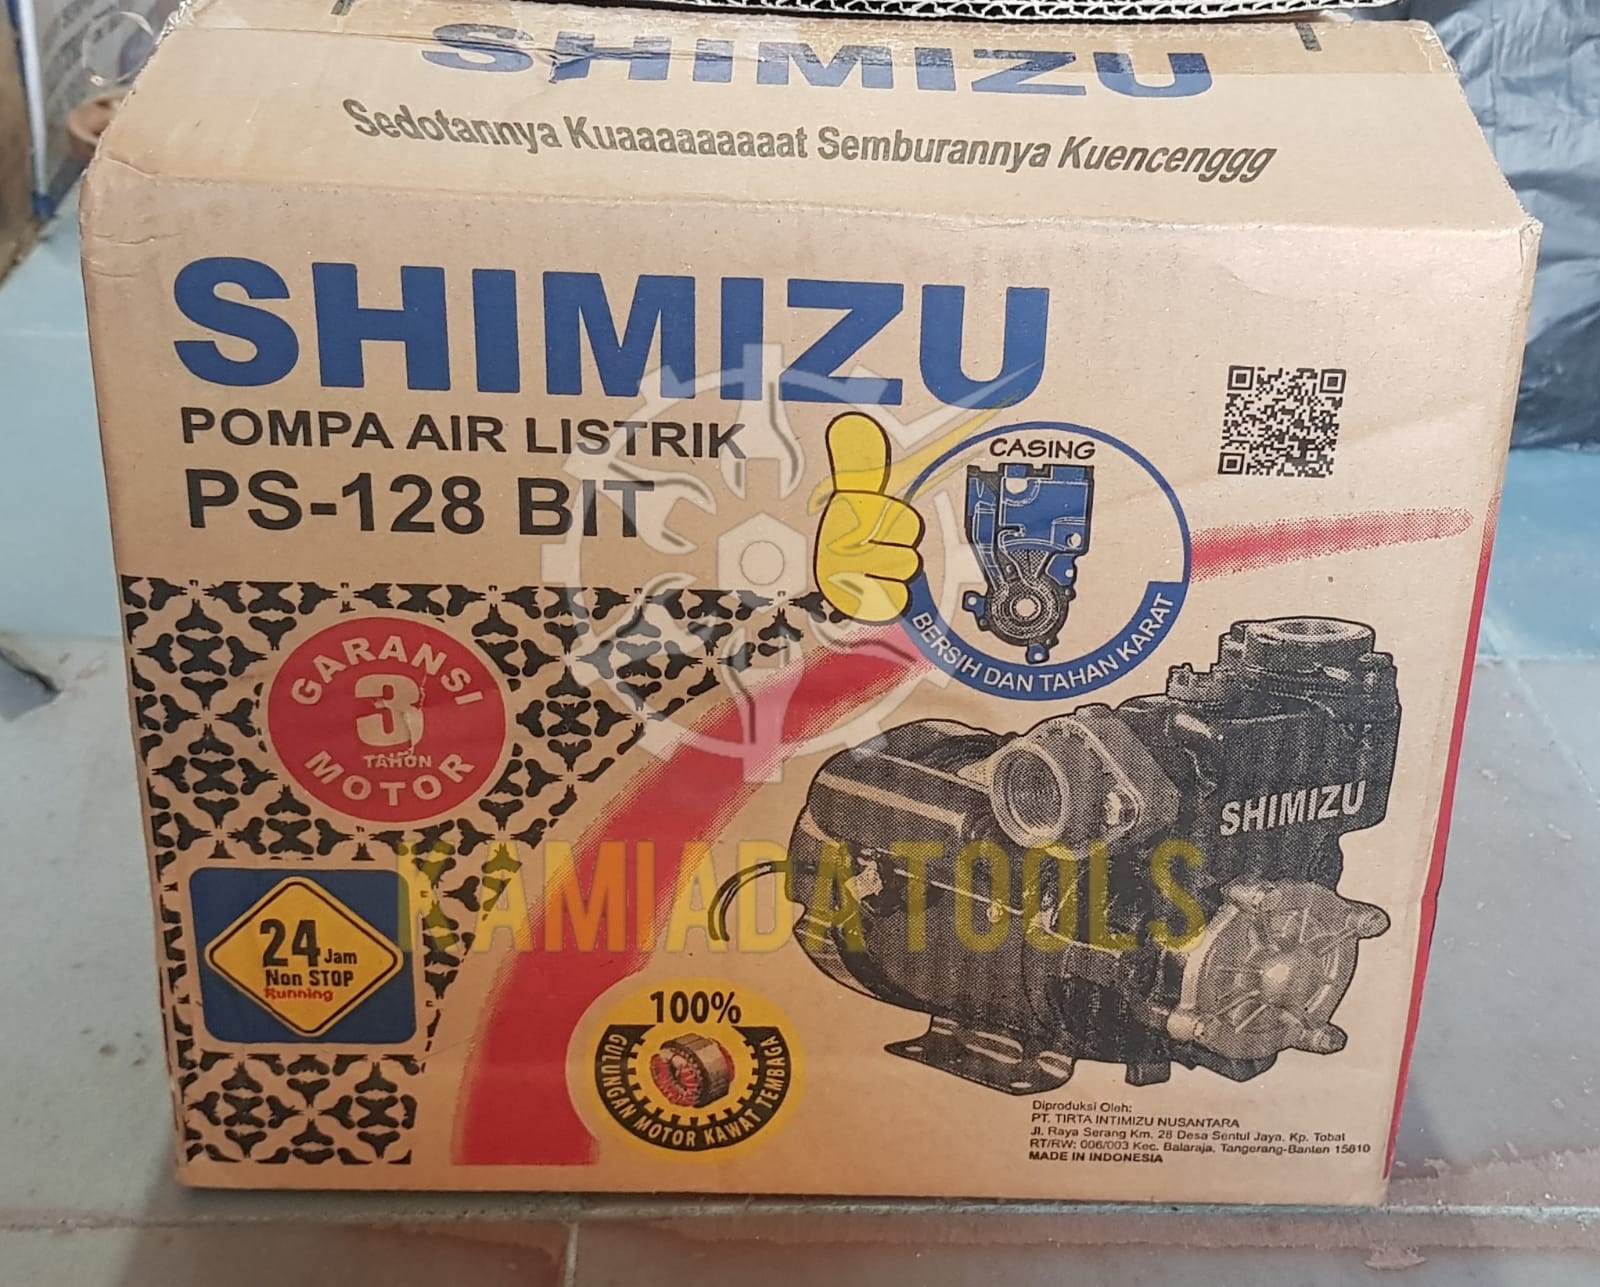 SHIMIZU
Sedotannya Kuaaaaaaaaaat Semburannya Kuencenggg
SHIMIZU
POMPA AIR LISTRIK
PS-128 BIT
CASING
BERSIH DAN TAHAN KARAT
GARANSI
3
TAHUN
MOTOR
SHIMIZU
KAMIADA TOOLS
24 Jam
Non STOP
Running
100%
GULUNGAN MOTOR KAWAT TEMBAGA
Diproduksi Oleh:
PT. TIRTA INTIMIZU NUSANTARA
Jl. Raya Serang Km. 28 Desa Sentul Jaya, Kp. Tobat
RT/RW: 006/003 Kec. Balaraja, Tangerang-Banten 15610
MADE IN INDONESIA